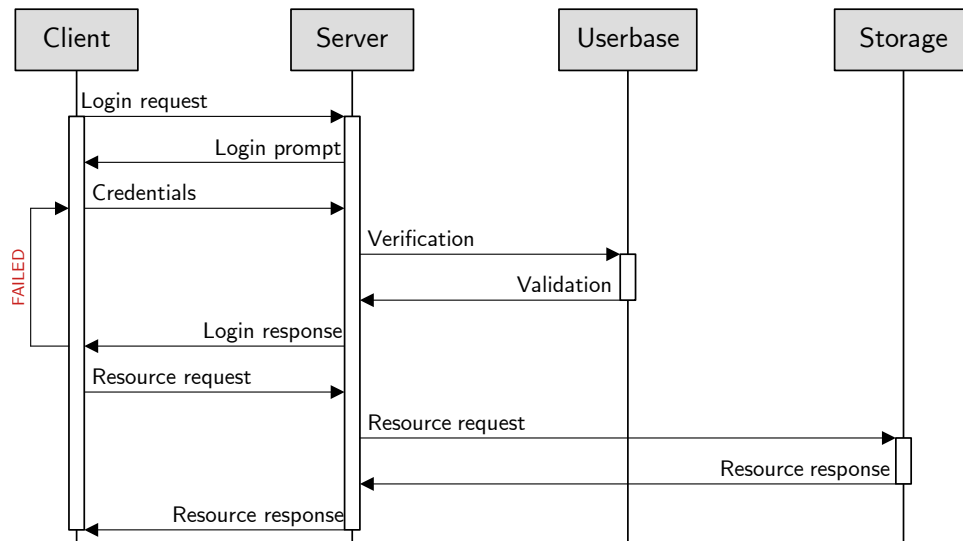 Client
Server
Userbase
Storage
Login request
Login prompt
Credentials
Verification
FAILED
Validation
Login response
Resource request
Resource request
Resource response
Resource response